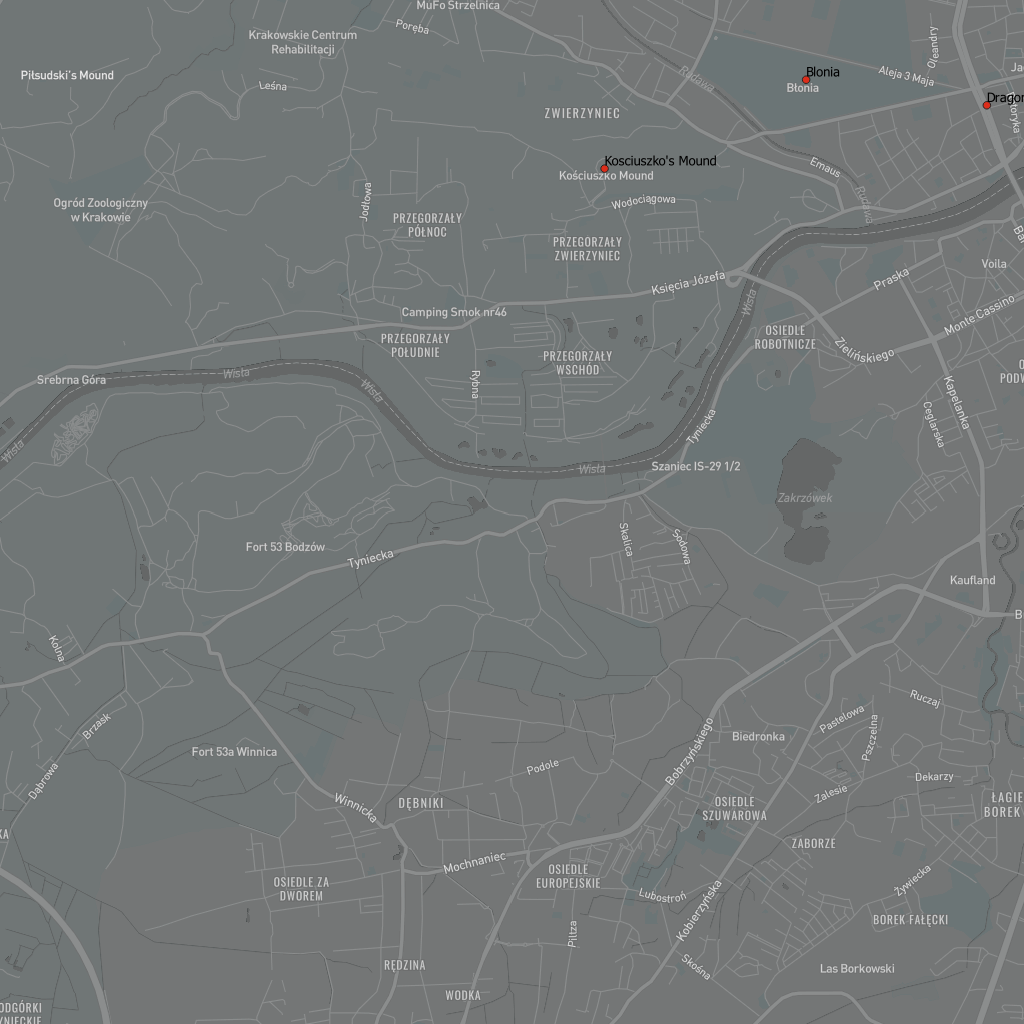 MuFo Strzelnica
Poręba
Krakowskie Centrum
Rehabilitacji
Oleandry
Rudawa
Piłsudski's Mound
Blonia
Błonia
Aleja 3 Maja
Leśna
ZWIERZYNIEC
Kosciuszko's Mound
Kościuszko Mound
Emaus
Rudawa
Jodłowa
Ogród Zoologiczny
w Krakowie
Wodociągowa
PRZEGORZAŁY
PÓŁNOC
PRZEGORZAŁY
ZWIERZYNIEC
Voila
Księcia Józefa
Praska
Wisła
Camping Smok nr46
Monte Cassino
OSIEDLE
ROBOTNICZE
PRZEGORZAŁY
POŁUDNIE
PRZEGORZAŁY
WSCHÓD
Zielińskiego
Srebrna Góra
Wisła
Wisła
Rybna
Kapelanka
Ceglarska
Tyniecka
Wisła
Wisła
Szaniec IS-29 1/2
Zakrzówek
Skalica
Sodowa
Fort 53 Bodzów
Tyniecka
Kaufland
Kolna
Ruczaj
Pastelowa
Pszczelna
Brzask
Fort 53a Winnica
Bobrzyńskiego
Biedronka
Podole
Dekarzy
Dąbrowa
Zalesie
Winnicka
DĘBNIKI
OSIEDLE
SZUWAROWA
ZABORZE
Mochnaniec
OSIEDLE
EUROPEJSKIE
OSIEDLE ZA
DWOREM
Żywiecka
Lubostroń
Kobierzyńska
BOREK FAŁĘCKI
Piltza
RĘDZINA
Skośna
Las Borkowski
WODKA